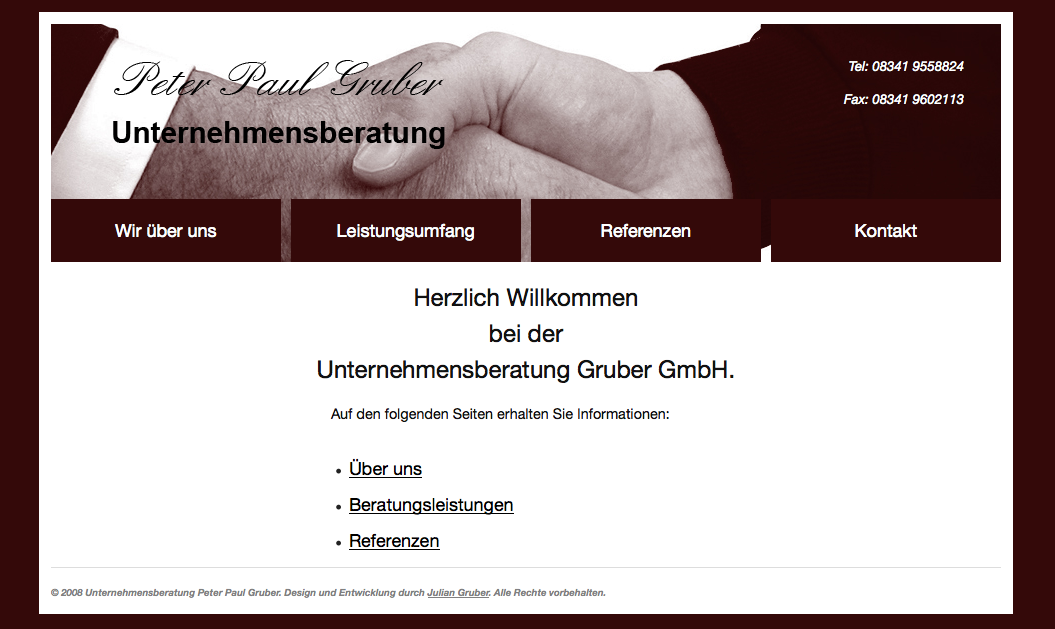 Peter Paul Gruber
Unternehmensberatung
Tel: 08341 9558824
Fax: 08341 9602113
Wir über uns
Leistungsumfang
Referenzen
Kontakt
Herzlich Willkommen
bei der
Unternehmensberatung Gruber GmbH.
Auf den folgenden Seiten erhalten Sie Informationen:
• Über uns
• Beratungsleistungen
• Referenzen
© 2008 Unternehmensberatung Peter Paul Gruber. Design und Entwicklung durch Julian Gruber. Alle Rechte vorbehalten.